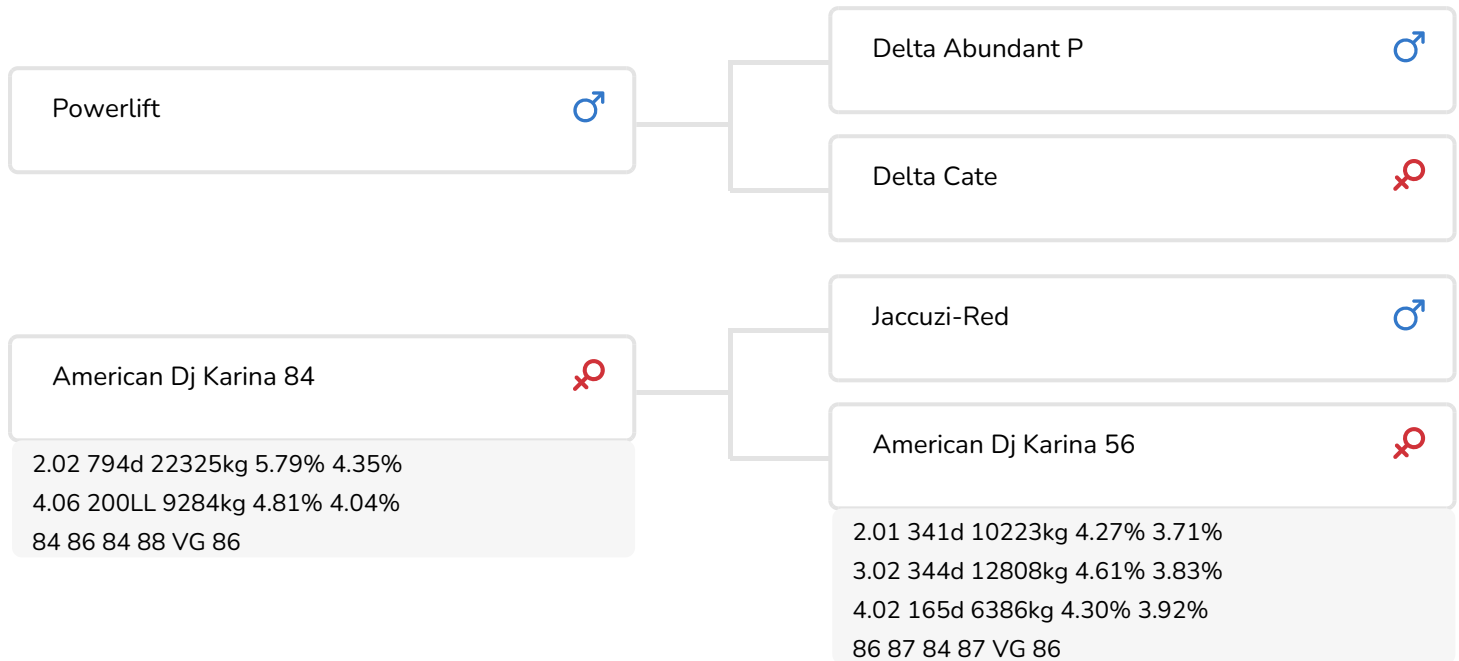 Powerlift
Delta Abundant P
Delta Cate
American Dj Karina 84
2.02 794d 22325kg 5.79% 4.35%
4.06 200LL 9284kg 4.81% 4.04%
84 86 84 88 VG 86
Jaccuzi-Red
American Dj Karina 56
2.01 341d 10223kg 4.27% 3.71%
3.02 344d 12808kg 4.61% 3.83%
4.02 165d 6386kg 4.30% 3.92%
86 87 84 87 VG 86